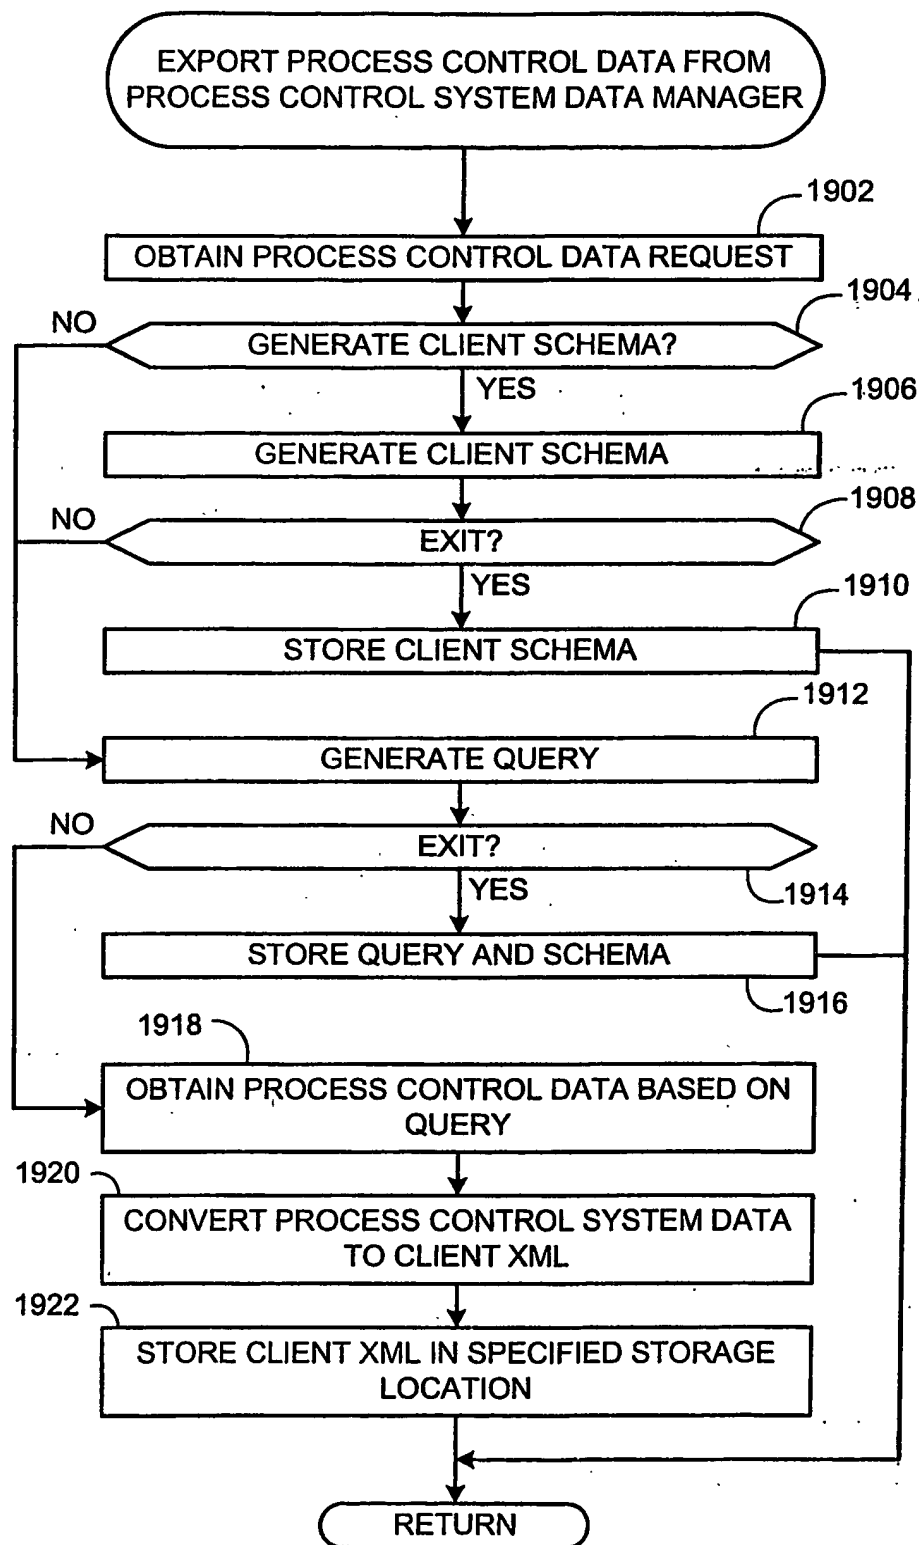 EXPORT PROCESS CONTROL DATA FROM
PROCESS CONTROL SYSTEM DATA MANAGER
1902
OBTAIN PROCESS CONTROL DATA REQUEST
1904
NO
GENERATE CLIENT SCHEMA?
YES
1906
GENERATE CLIENT SCHEMA
1908
NO
EXIT?
YES
1910
STORE CLIENT SCHEMA
1912
GENERATE QUERY
NO
EXIT?
YES
1914
STORE QUERY AND SCHEMA
1916
1918
OBTAIN PROCESS CONTROL DATA BASED ON
QUERY
1920
CONVERT PROCESS CONTROL SYSTEM DATA
TO CLIENT XML
1922
STORE CLIENT XML IN SPECIFIED STORAGE
LOCATION
RETURN